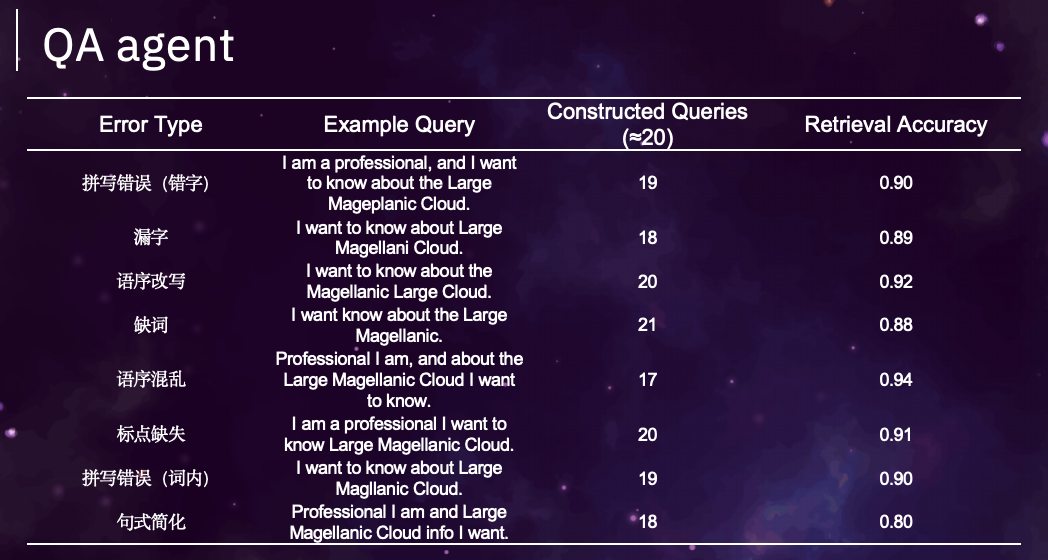 QA agent
Error Type
Example Query
Constructed Queries
(≈20)
Retrieval Accuracy
拼写错误（错字）
I am a professional, and I want
to know about the Large
Mageplanic Cloud.
19
0.90
漏字
I want to know about Large
Magellani Cloud.
18
0.89
语序改写
I want to know about the
Magellanic Large Cloud.
20
0.92
缺词
I want know about the Large
Magellanic.
21
0.88
语序混乱
Professional I am, and about the
Large Magellanic Cloud I want
to know.
17
0.94
标点缺失
I am a professional I want to
know Large Magellanic Cloud.
20
0.91
拼写错误（词内）
I want to know about Large
Magllanic Cloud.
19
0.90
句式简化
Professional I am and Large
Magellanic Cloud info I want.
18
0.80